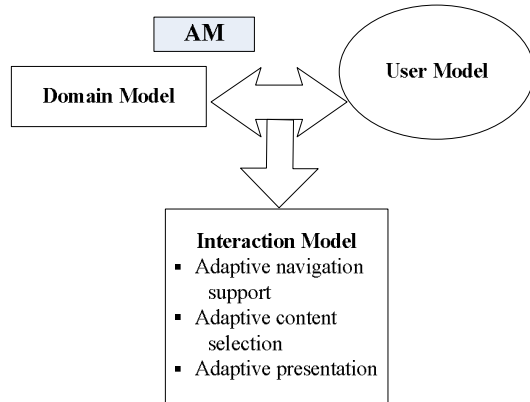 AM
Domain Model
User Model
Interaction Model
▪ Adaptive navigation
support
▪ Adaptive content
selection
▪ Adaptive presentation